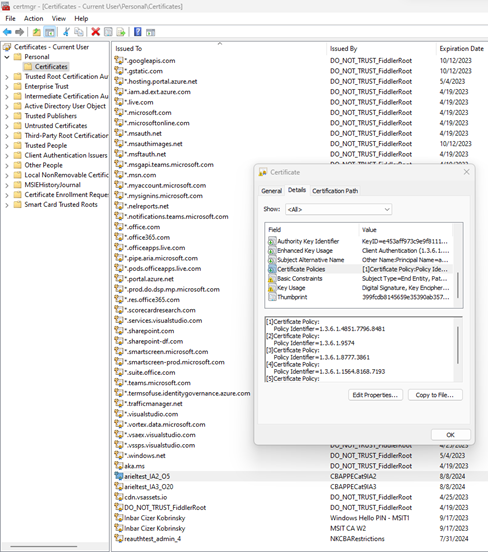 certmgr - [Certificates - Current User\Personal\Certificates]
File Action View Help
Certificates - Current User
Personal
Certificates
Trusted Root Certification Au
Enterprise Trust
Intermediate Certification Au
Active Directory User Object
Trusted Publishers
Untrusted Certificates
Third-Party Root Certification
Trusted People
Client Authentication Issuers
Other People
Local NonRemovable Certific
MSIEHistoryJournal
Certificate Enrollment Reque
Smart Card Trusted Roots
Issued To Issued By Expiration Date
*.googleapis.com DO_NOT_TRUST_FiddlerRoot 10/12/2023
*.gstatic.com DO_NOT_TRUST_FiddlerRoot 10/12/2023
*.hosting.portal.azure.net DO_NOT_TRUST_FiddlerRoot 5/4/2023
*.iam.ad.ext.azure.com DO_NOT_TRUST_FiddlerRoot 4/19/2023
*.live.com DO_NOT_TRUST_FiddlerRoot 4/19/2023
*.microsoft.com DO_NOT_TRUST_FiddlerRoot 4/19/2023
*.microsoftonline.com DO_NOT_TRUST_FiddlerRoot 4/19/2023
*.msauth.net DO_NOT_TRUST_FiddlerRoot 4/19/2023
*.msauthimages.net DO_NOT_TRUST_FiddlerRoot 4/19/2023
*.msftauth.net DO_NOT_TRUST_FiddlerRoot 4/19/2023
*.msgapi.teams.microsoft.com
*.msn.com
*.myaccount.microsoft.com
*.mysignins.microsoft.com
*.nelreports.net
*.notifications.teams.microsoft.com
*.office.com
*.office365.com
*.officeapps.live.com
*.pipe.aria.microsoft.com
*.pods.officeapps.live.com
*.portal.azure.net
*.prod.do.dsp.mp.microsoft.com
*.res.office365.com
*.scorecardresearch.com
*.services.visualstudio.com
*.sharepoint.com
*.sharepoint-df.com
*.smartscreen.microsoft.com
*.smartscreen-prod.microsoft.com
*.suite.office.com
*.teams.microsoft.com
*.termsofuse.identitygovernance.azure.com
*.trafficmanager.net
*.visualstudio.com
*.vortex.data.microsoft.com
*.vsaex.visualstudio.com
*.vssps.visualstudio.com DO_NOT_TRUST_FiddlerRoot 4/25/2023
*.windows.net DO_NOT_TRUST_FiddlerRoot 5/4/2023
aka.ms DO_NOT_TRUST_FiddlerRoot 4/19/2023
arieltest_IA2_O5 CBAPPECat9IA2 8/8/2024
arieltest_IA3_O20 CBAPPECat9IA3 8/8/2024
cdn.vsassets.io DO_NOT_TRUST_FiddlerRoot 4/25/2023
DO_NOT_TRUST_FiddlerRoot DO_NOT_TRUST_FiddlerRoot 4/19/2023
Inbar Cizer Kobrinsky Windows Hello PIN - MSIT1 4/19/2023
Inbar Cizer Kobrinsky MSIT CA W2 4/19/2023
reauthtest_admin_4 NKCBARestrictions 7/31/2024
Certificate
General Details Certification Path
Show: <All>
Field Value
Authority Key Identifier KeyID=e453aff973c9e9f8111...
Enhanced Key Usage Client Authentication (1.3.6.1...
Subject Alternative Name Other Name:Principal Name=a...
Certificate Policies [1]Certificate Policy:Policy Ide...
Basic Constraints Subject Type=End Entity, Pat...
Key Usage Digital Signature, Key Encipher...
Thumbprint 399fcdb8145659e35390ab357...
[1]Certificate Policy:
Policy Identifier=1.3.6.1.4851.7796.8481
[2]Certificate Policy:
Policy Identifier=1.3.6.1.9574
[3]Certificate Policy:
Policy Identifier=1.3.6.1.8777.3861
[4]Certificate Policy:
Policy Identifier=1.3.6.1.1564.8168.7193
[5]Certificate Policy:
Edit Properties... Copy to File...
OK